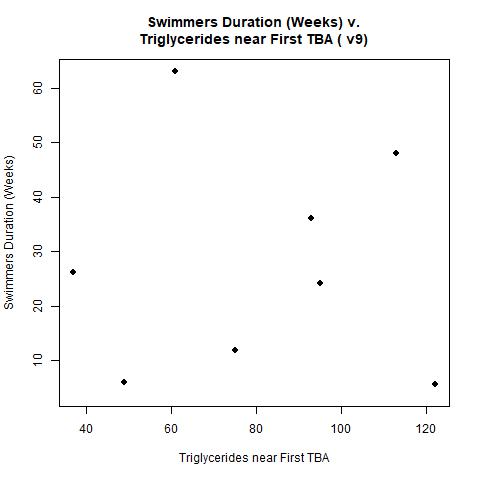 Swimmers Duration (Weeks) v.
Triglycerides near First TBA ( v9)
Swimmers Duration (Weeks)
60
50
40
30
20
10
40 60 80 100 120
Triglycerides near First TBA